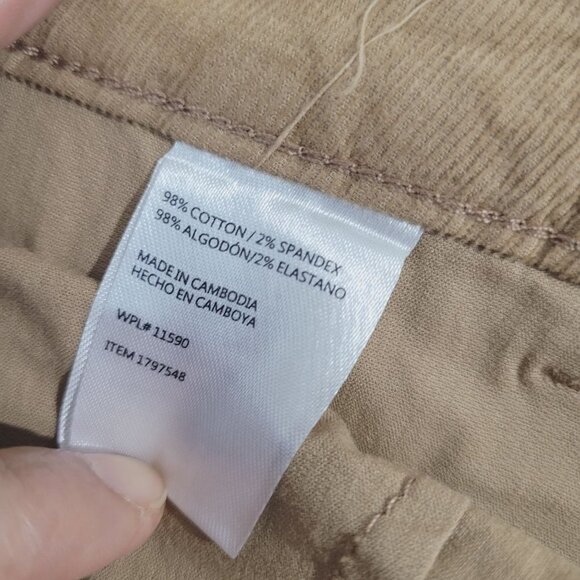 98% COTTON / 2% SPANDEX
98% ALGODÓN/2% ELASTANO
MADE IN CAMBODIA
HECHO EN CAMBOYA
WPL# 11590
ITEM 1797548